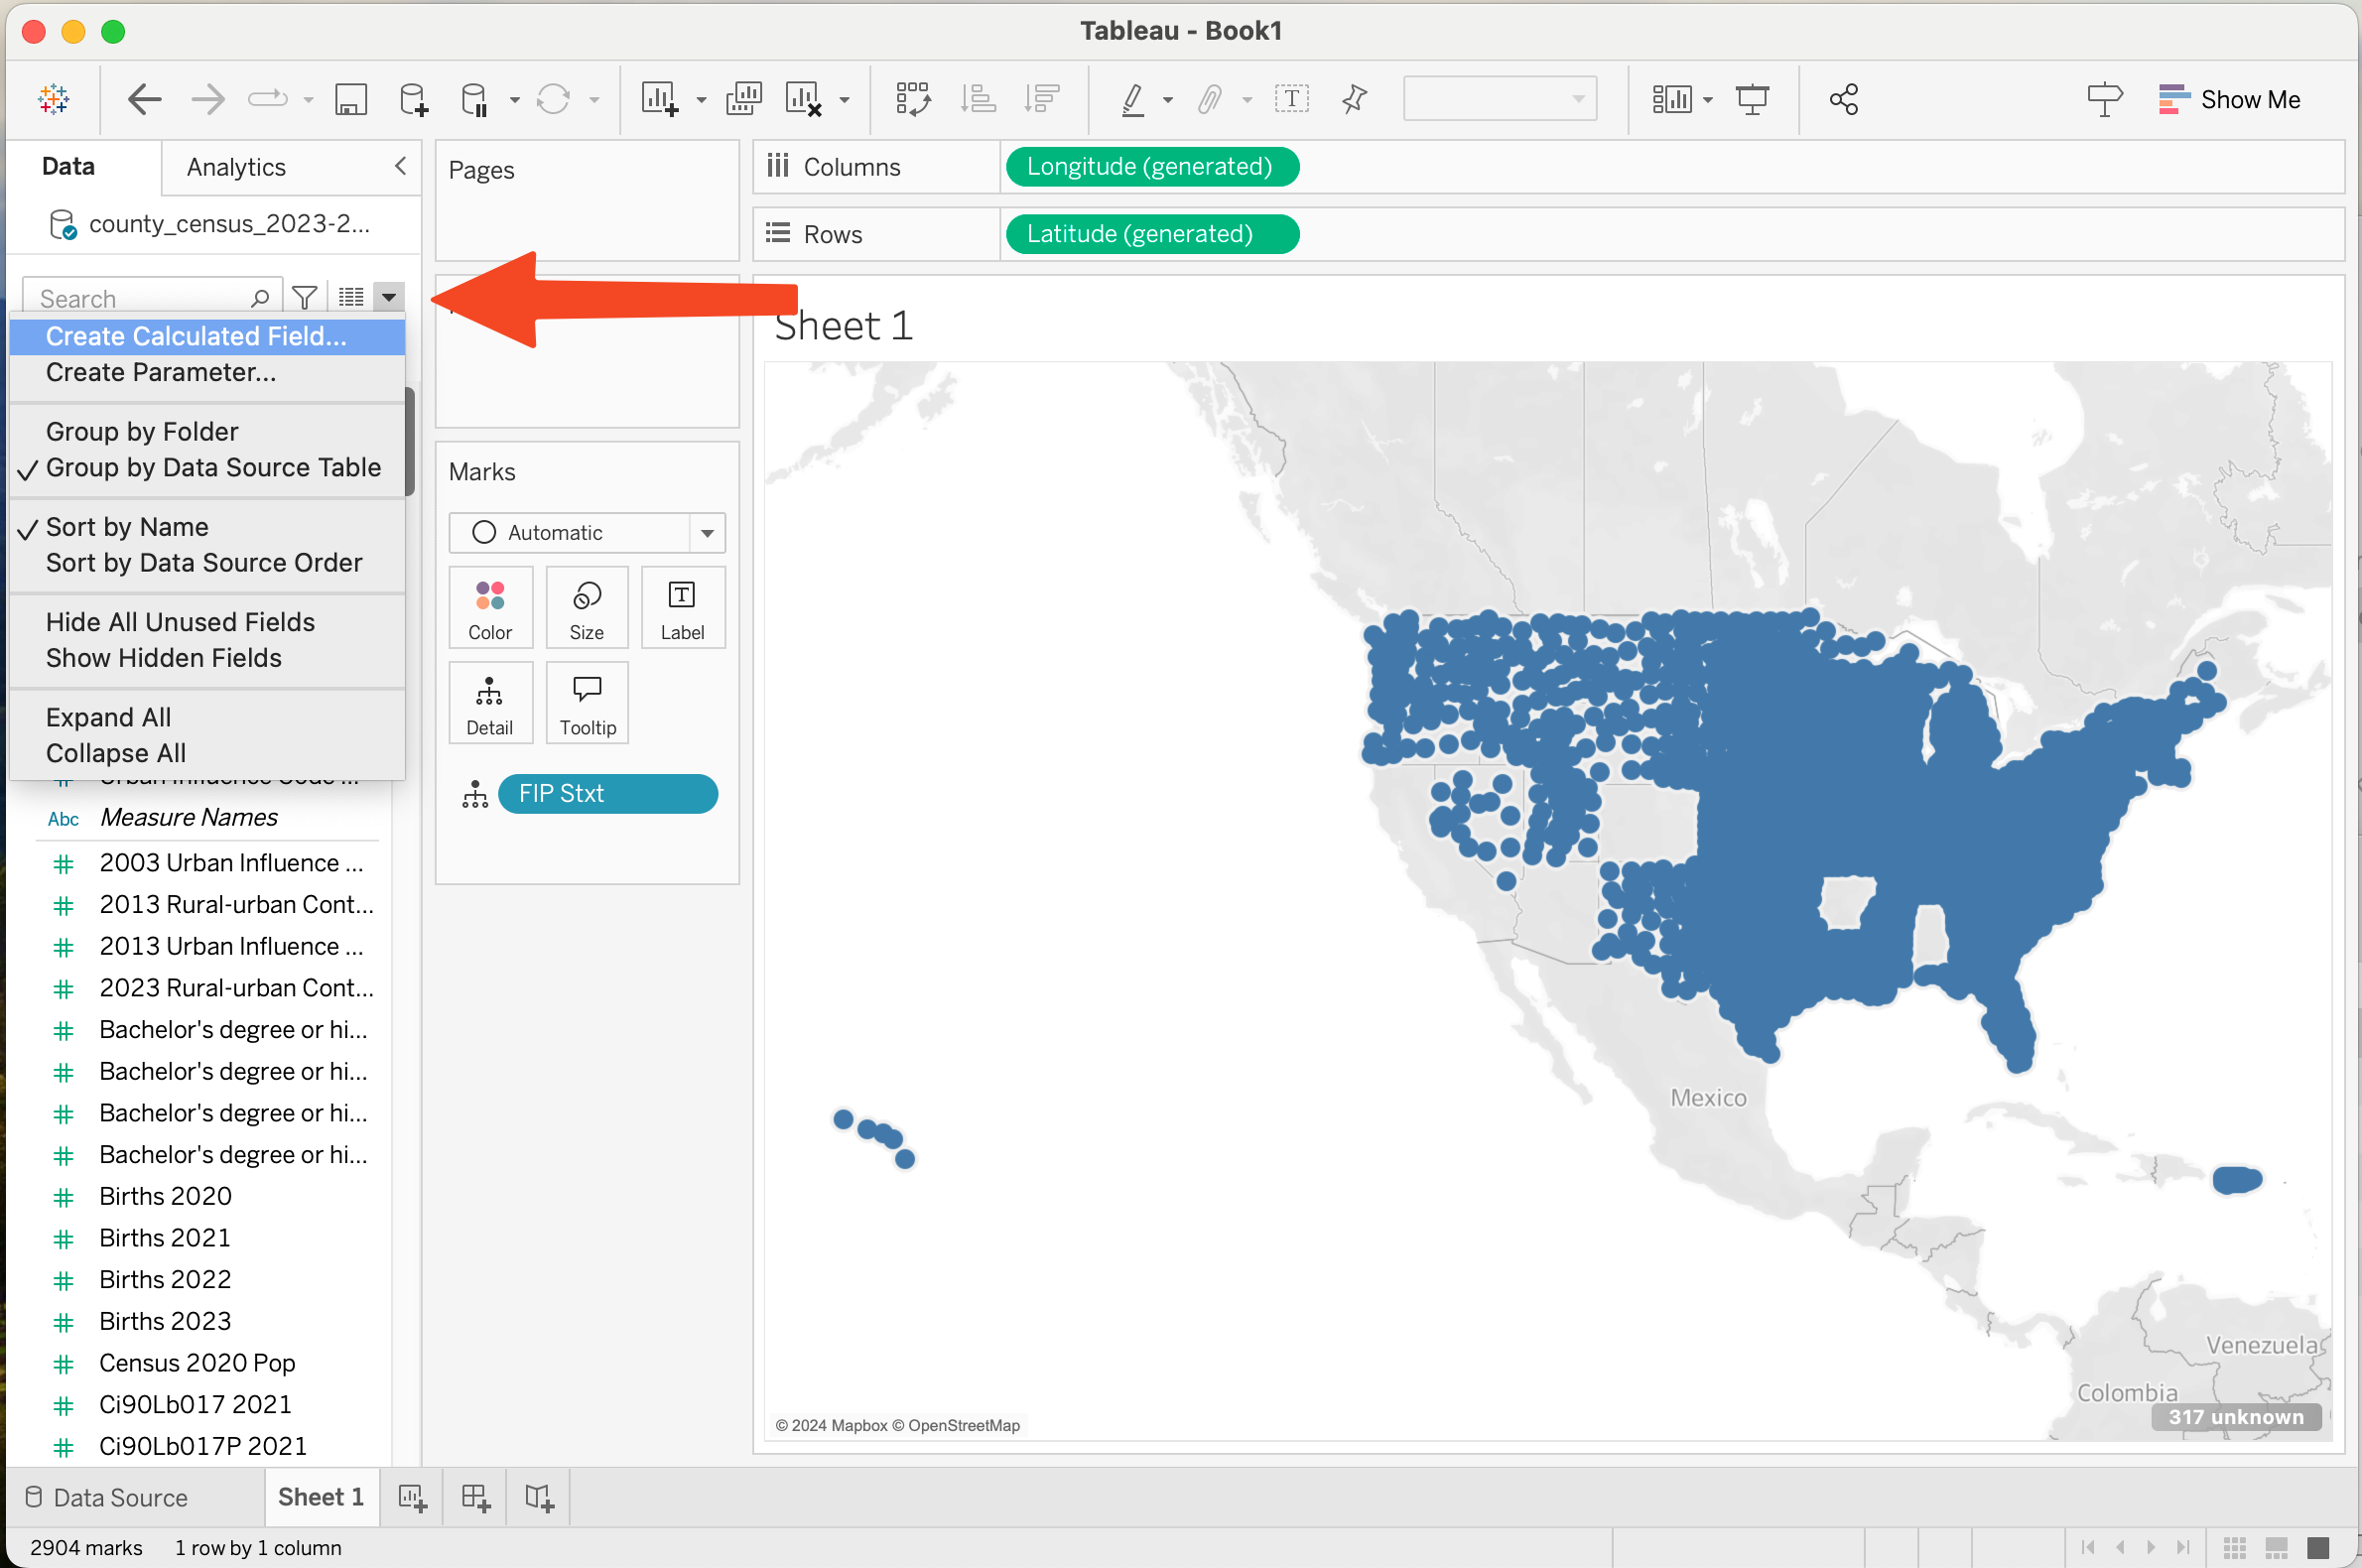 Tableau - Book1
Show Me
Data
Analytics
county_census_2023-2...
Search
Create Calculated Field...
Create Parameter...
Group by Folder
Group by Data Source Table
Sort by Name
Sort by Data Source Order
Hide All Unused Fields
Show Hidden Fields
Expand All
Collapse All
Urban Influence Code ...
Abc Measure Names
2003 Urban Influence ...
2013 Rural-urban Cont...
2013 Urban Influence ...
2023 Rural-urban Cont...
Bachelor's degree or hi...
Bachelor's degree or hi...
Bachelor's degree or hi...
Bachelor's degree or hi...
Births 2020
Births 2021
Births 2022
Births 2023
Census 2020 Pop
Ci90Lb017 2021
Ci90Lb017P 2021
Pages
Marks
Automatic
Color
Size
Label
Detail
Tooltip
FIP Stxt
Columns
Longitude (generated)
Rows
Latitude (generated)
Sheet 1
Mexico
Venezuela
Colombia
317 unknown
© 2024 Mapbox © OpenStreetMap
Data Source
Sheet 1
2904 marks
1 row by 1 column